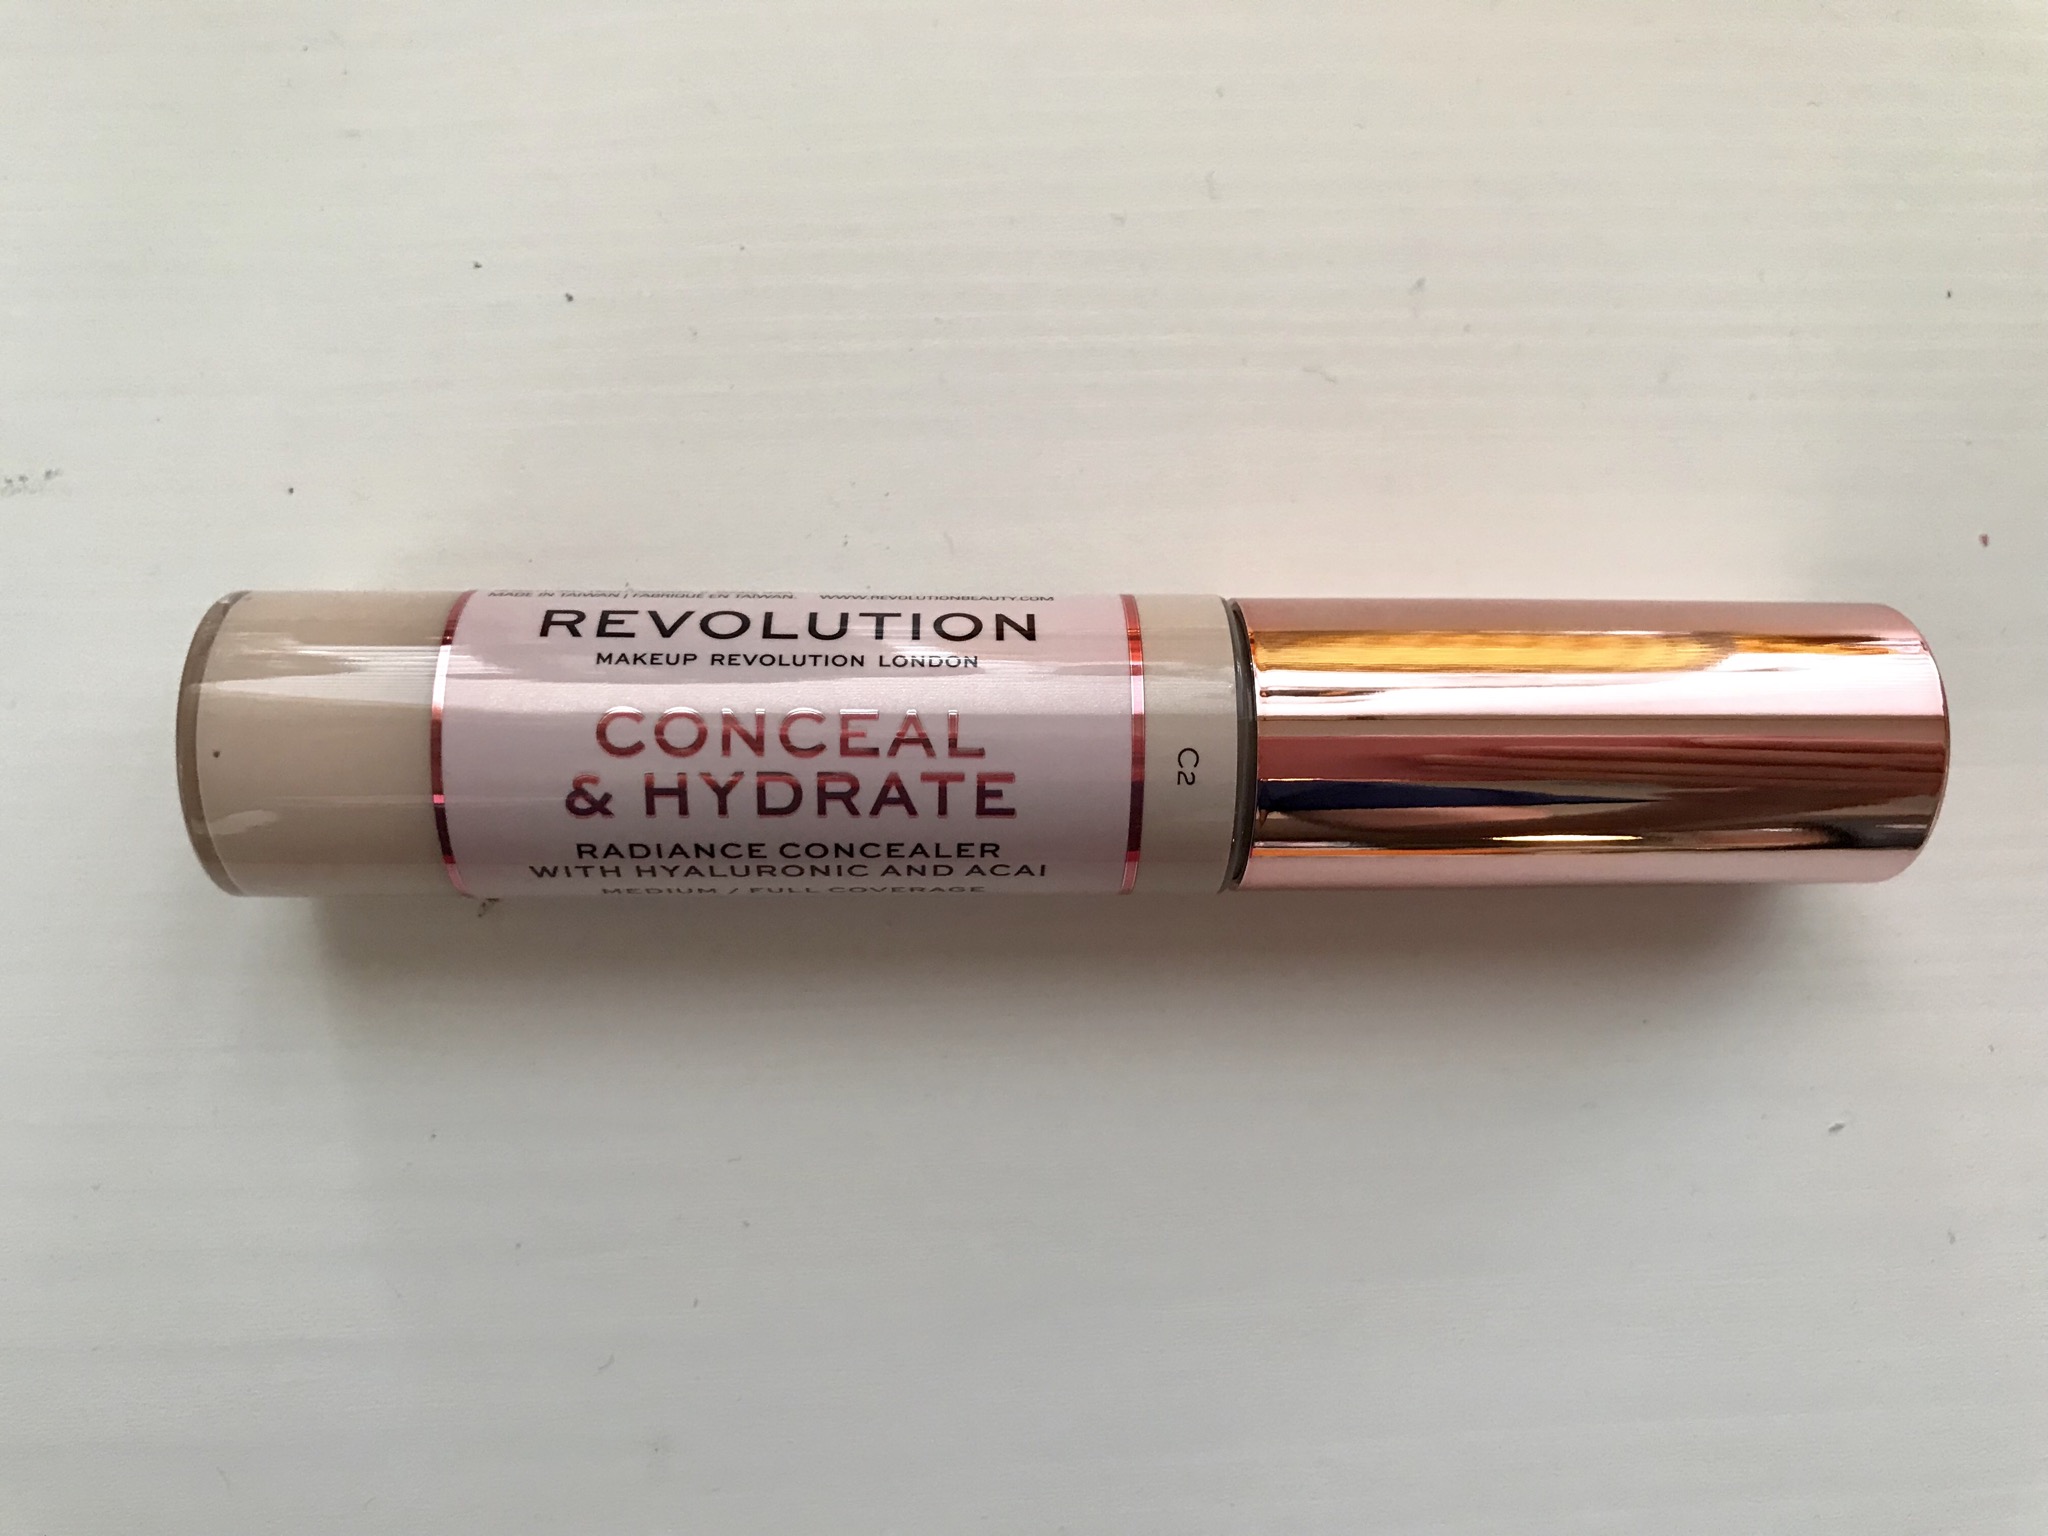 MADE IN TAIWAN / FABRIQUÉ EN TAIWAN. WWW.REVOLUTIONBEAUTY.COM
REVOLUTION
MAKEUP REVOLUTION LONDON
CONCEAL
& HYDRATE
RADIANCE CONCEALER
WITH HYALURONIC AND ACAI
MEDIUM / FULL COVERAGE
C2